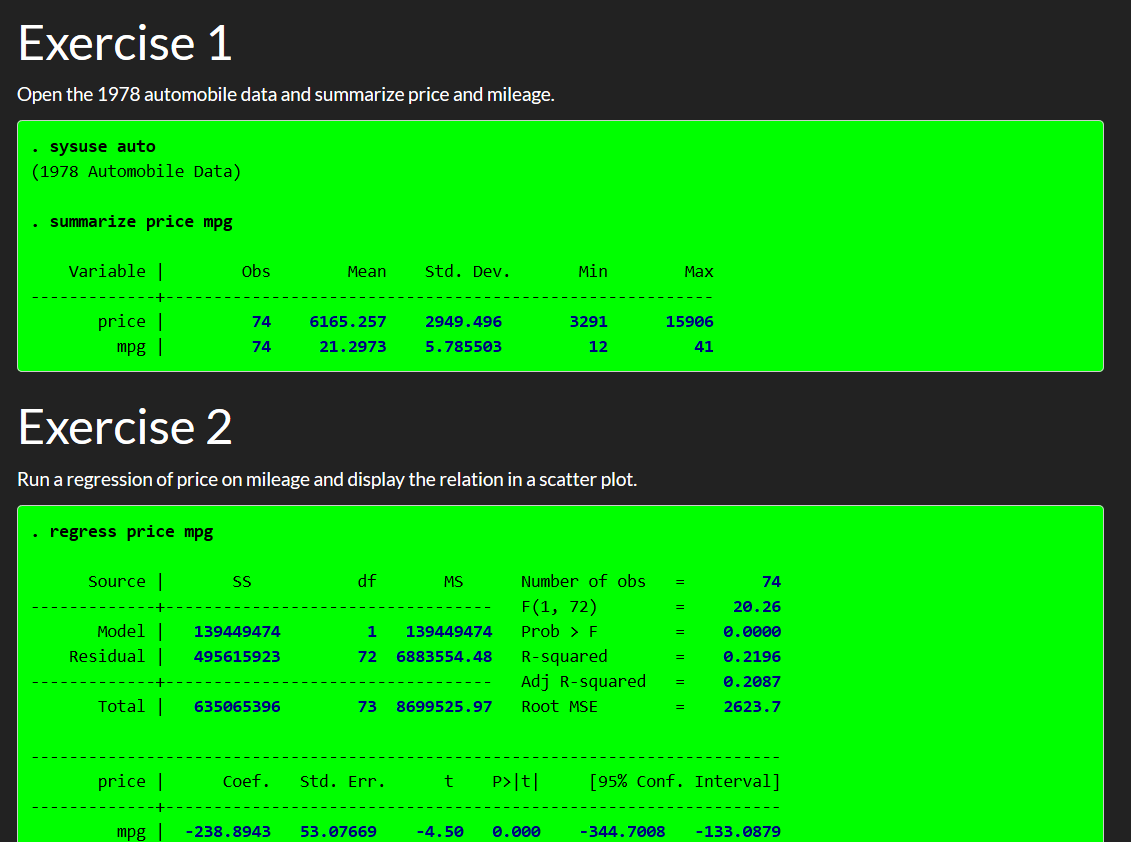 Exercise 1
Open the 1978 automobile data and summarize price and mileage.
. sysuse auto
(1978 Automobile Data)
. summarize price mpg
    Variable |        Obs        Mean    Std. Dev.       Min        Max
-------------+---------------------------------------------------------
       price |         74    6165.257    2949.496       3291      15906
         mpg |         74     21.2973    5.785503         12         41
Exercise 2
Run a regression of price on mileage and display the relation in a scatter plot.
. regress price mpg
      Source |       SS           df       MS      Number of obs   =        74
-------------+----------------------------------   F(1, 72)        =     20.26
       Model |   139449474         1   139449474   Prob > F        =    0.0000
    Residual |   495615923        72  6883554.48   R-squared       =    0.2196
-------------+----------------------------------   Adj R-squared   =    0.2087
       Total |   635065396        73  8699525.97   Root MSE        =    2623.7
------------------------------------------------------------------------------
       price |      Coef.   Std. Err.      t    P>|t|     [95% Conf. Interval]
-------------+----------------------------------------------------------------
         mpg |  -238.8943   53.07669    -4.50   0.000    -344.7008   -133.0879